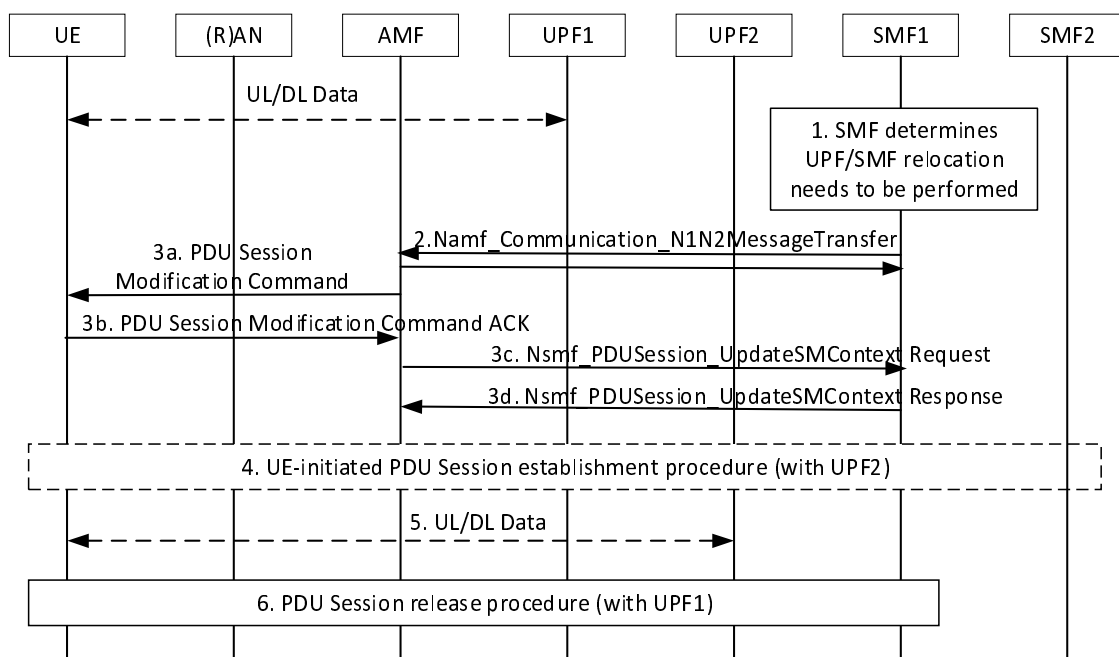 UE
(R)AN
AMF
UPF1
UPF2
SMF1
SMF2
UL/DL Data
1. SMF determines
UPF/SMF relocation
needs to be performed
2.Namf_Communication_N1N2MessageTransfer
3a. PDU Session
Modification Command
3b. PDU Session Modification Command ACK
3c. Nsmf_PDUSession_UpdateSMContext Request
3d. Nsmf_PDUSession_UpdateSMContext Response
4. UE-initiated PDU Session establishment procedure (with UPF2)
5. UL/DL Data
6. PDU Session release procedure (with UPF1)